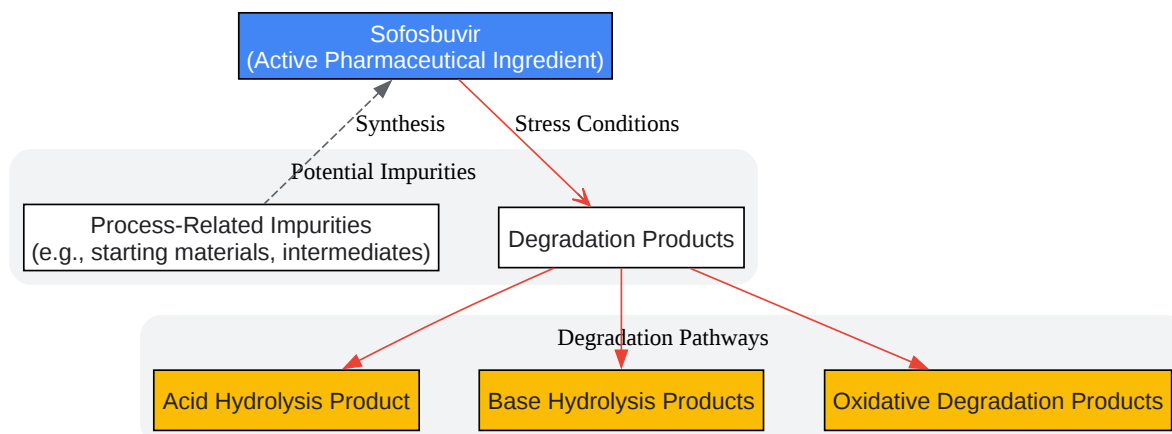 Sofosbuvir
(Active Pharmaceutical Ingredient)
Synthesis
Stress Conditions
Potential Impurities
Process-Related Impurities
(e.g., starting materials, intermediates)
Degradation Products
Degradation Pathways
Acid Hydrolysis Product
Base Hydrolysis Products
Oxidative Degradation Products